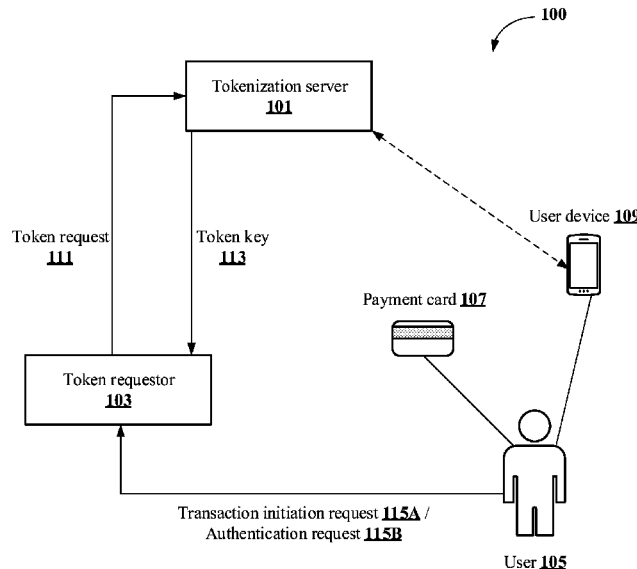 100
Tokenization server
101
User device 109
Token request
111
Token key
113
Payment card 107
Token requestor
103
Transaction initiation request 115A /
Authentication request 115B
User 105